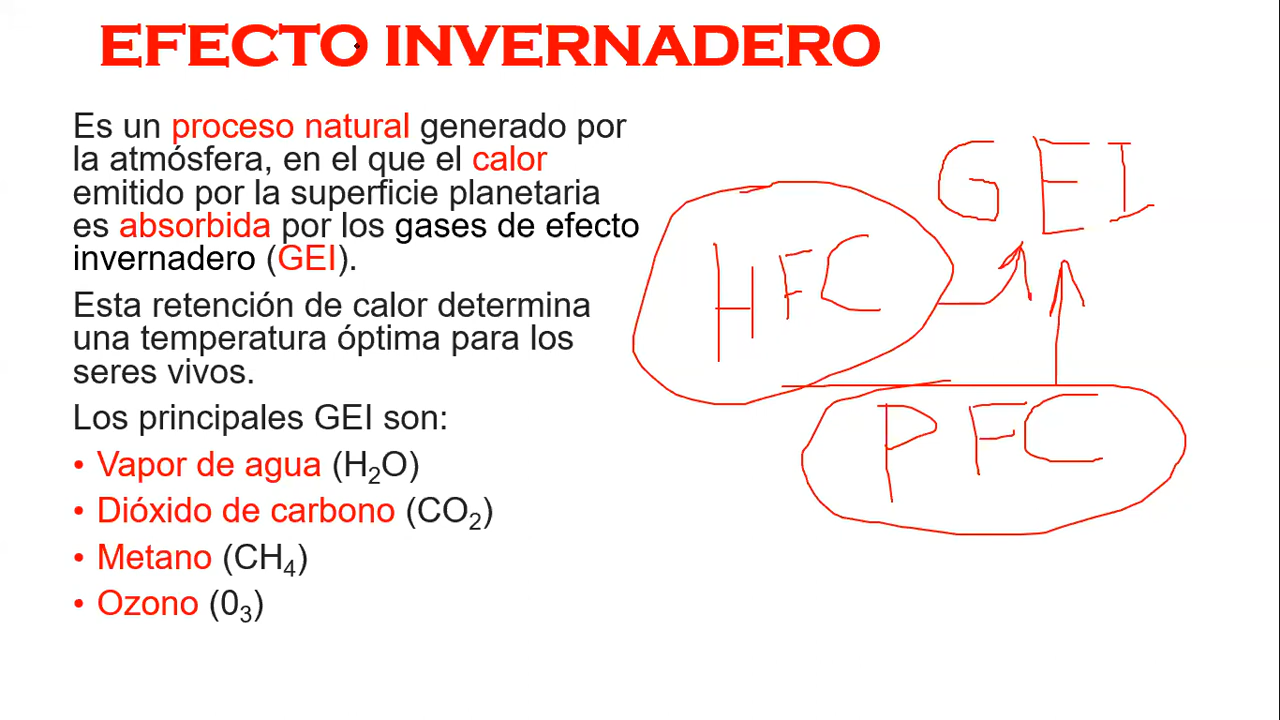 EFECTO INVERNADERO
Es un proceso natural generado por
la atmósfera, en el que el calor
emitido por la superficie planetaria
es absorbida por los gases de efecto
invernadero (GEI).
Esta retención de calor determina
una temperatura óptima para los
seres vivos.
Los principales GEI son:
• Vapor de agua (H₂O)
• Dióxido de carbono (CO₂)
• Metano (CH₄)
• Ozono (0₃)
GEI
HFC
PFC